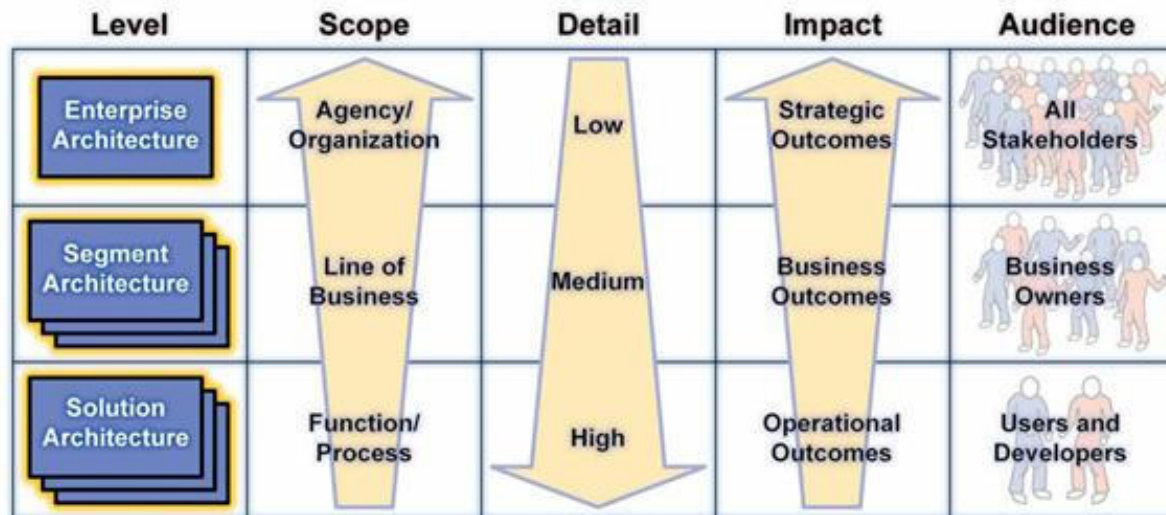 Level Scope Detail Impact Audience
Enterprise Architecture Agency/ Organization Low Strategic Outcomes All Stakeholders
Segment Architecture Line of Business Medium Business Outcomes Business Owners
Solution Architecture Function/ Process High Operational Outcomes Users and Developers